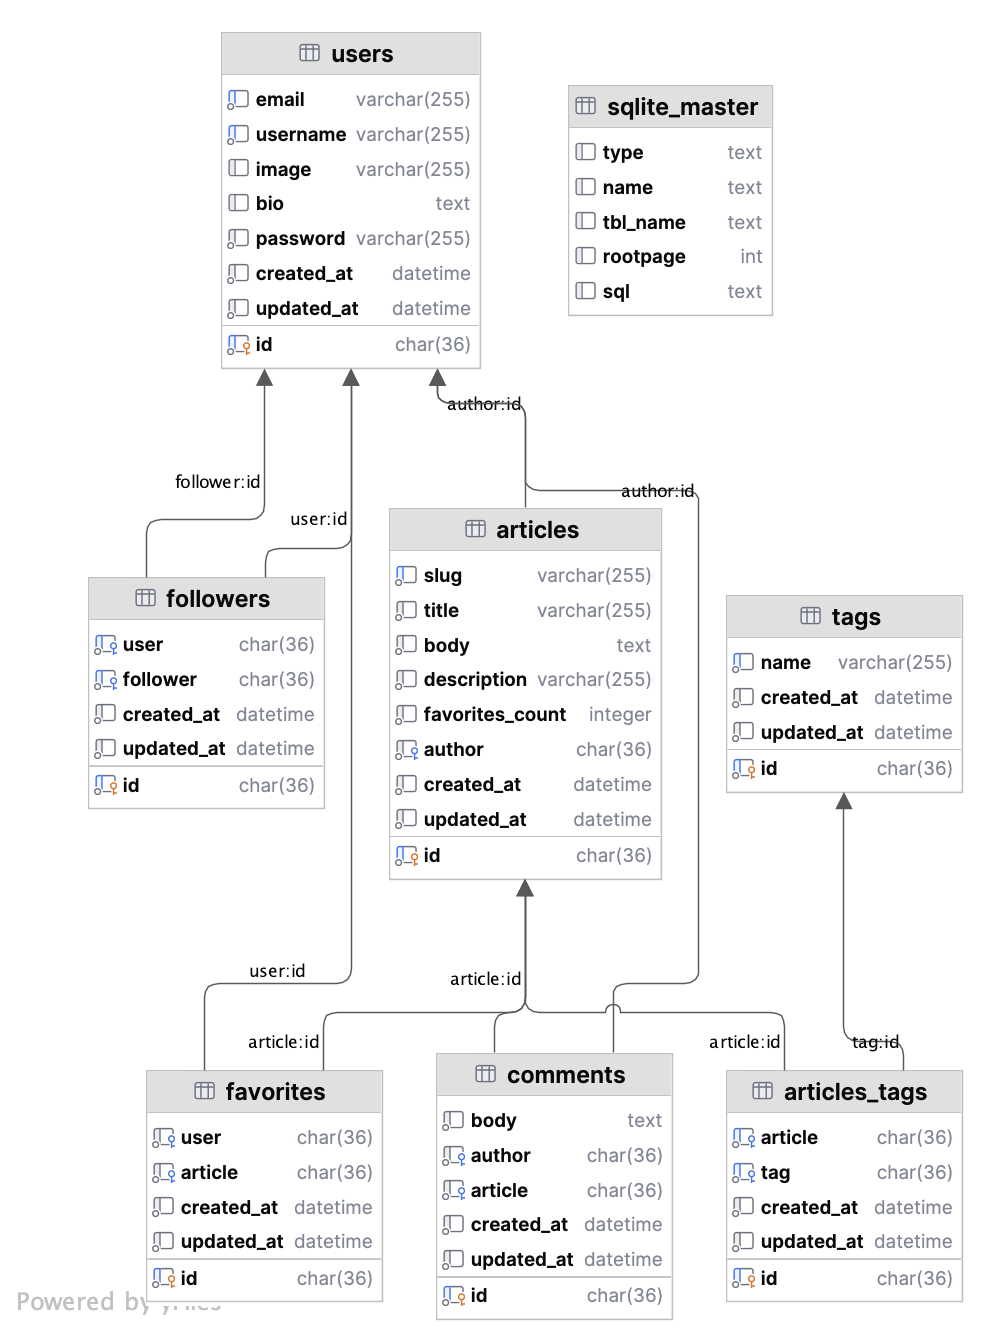 users
email varchar(255)
username varchar(255)
image varchar(255)
bio text
password varchar(255)
created_at datetime
updated_at datetime
id char(36)
sqlite_master
type text
name text
tbl_name text
rootpage int
sql text
author:id
follower:id
user:id
author:id
followers
user char(36)
follower char(36)
created_at datetime
updated_at datetime
id char(36)
articles
slug varchar(255)
title varchar(255)
body text
description varchar(255)
favorites_count integer
author char(36)
created_at datetime
updated_at datetime
id char(36)
tags
name varchar(255)
created_at datetime
updated_at datetime
id char(36)
user:id
article:id
article:id
article:id
tag:id
favorites
user char(36)
article char(36)
created_at datetime
updated_at datetime
id char(36)
comments
body text
author char(36)
article char(36)
created_at datetime
updated_at datetime
id char(36)
articles_tags
article char(36)
tag char(36)
created_at datetime
updated_at datetime
id char(36)
Powered by yFiles